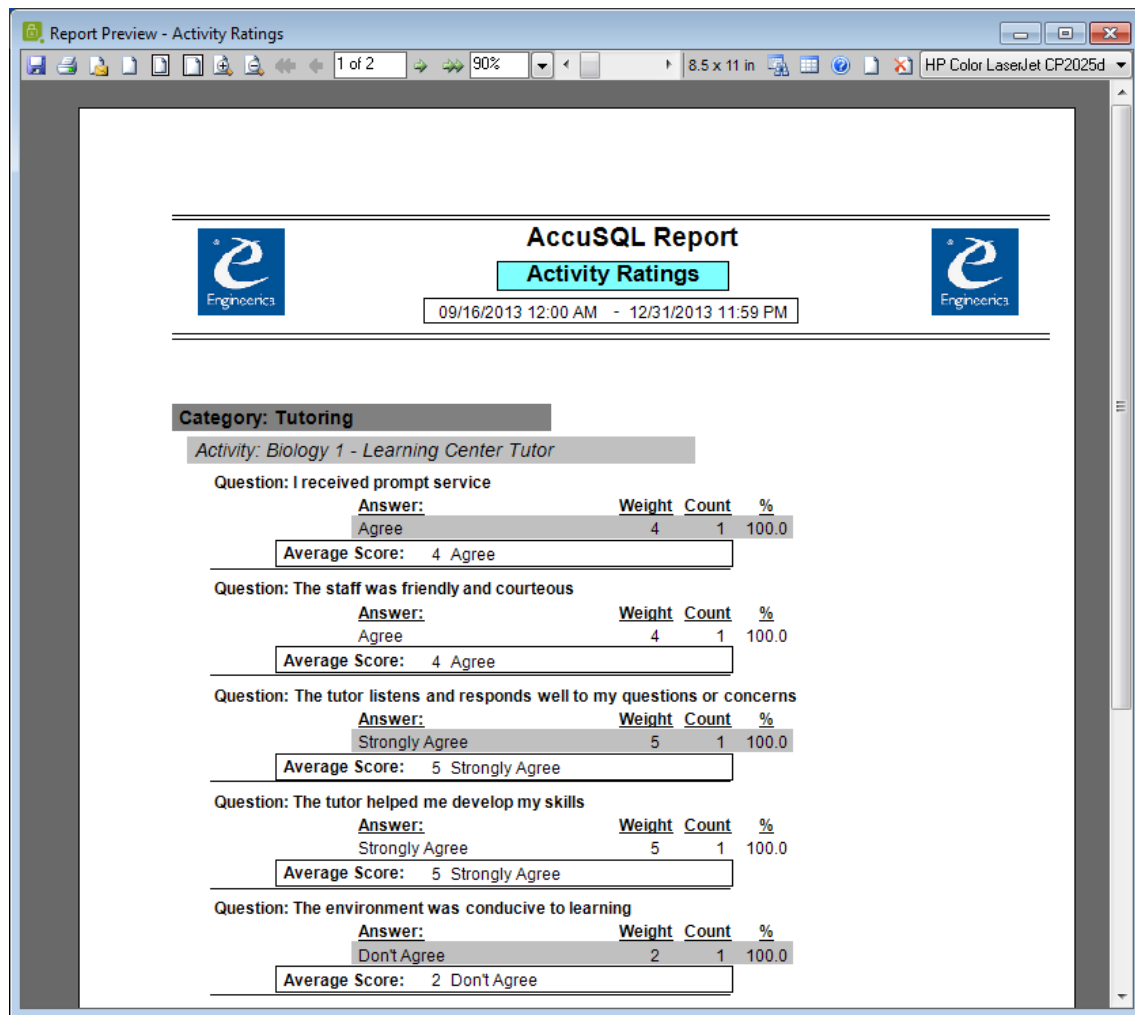 Report Preview - Activity Ratings
1 of 2 90% 8.5 x 11 in HP Color LaserJet CP2025d
AccuSQL Report
Engineerica Engineerica
Activity Ratings
09/16/2013 12:00 AM - 12/31/2013 11:59 PM
Category: Tutoring
Activity: Biology 1 - Learning Center Tutor
Question: I received prompt service
Answer: Weight Count %
Agree 4 1 100.0
Average Score: 4 Agree
Question: The staff was friendly and courteous
Answer: Weight Count %
Agree 4 1 100.0
Average Score: 4 Agree
Question: The tutor listens and responds well to my questions or concerns
Answer: Weight Count %
Strongly Agree 5 1 100.0
Average Score: 5 Strongly Agree
Question: The tutor helped me develop my skills
Answer: Weight Count %
Strongly Agree 5 1 100.0
Average Score: 5 Strongly Agree
Question: The environment was conducive to learning
Answer: Weight Count %
Don't Agree 2 1 100.0
Average Score: 2 Don't Agree